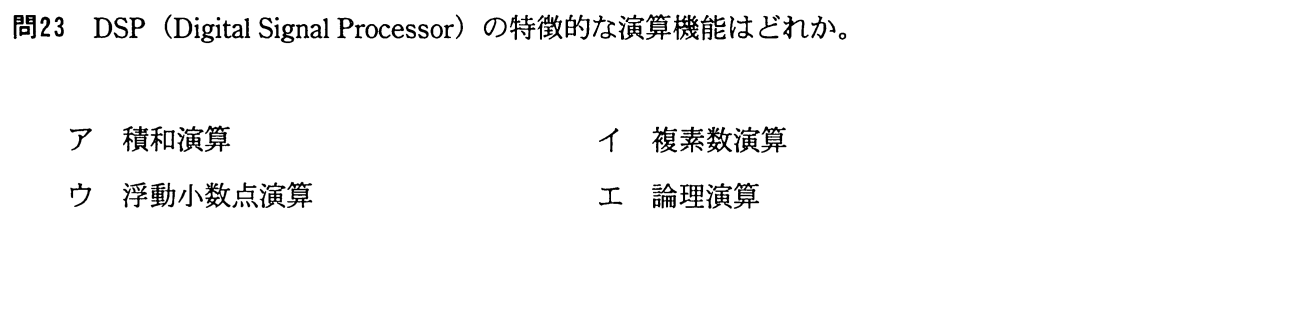 問23 DSP（Digital Signal Processor）の特徴的な演算機能はどれか。
ア 積和演算 イ 複素数演算
ウ 浮動小数点演算 エ 論理演算